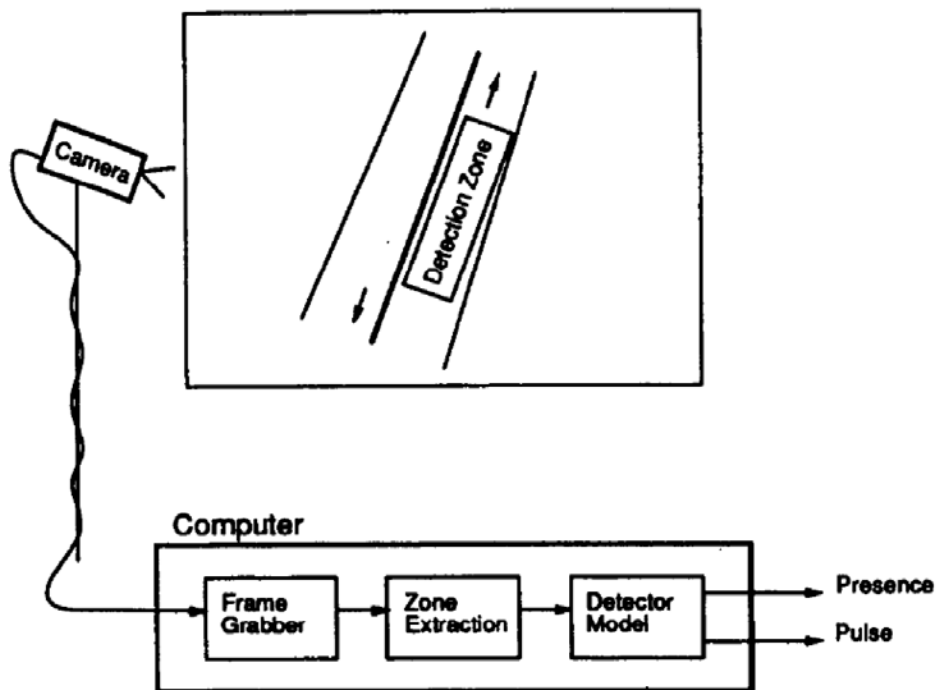 Camera
Detection Zone
Computer
Frame
Grabber
Zone
Extraction
Detector
Model
Presence
Pulse